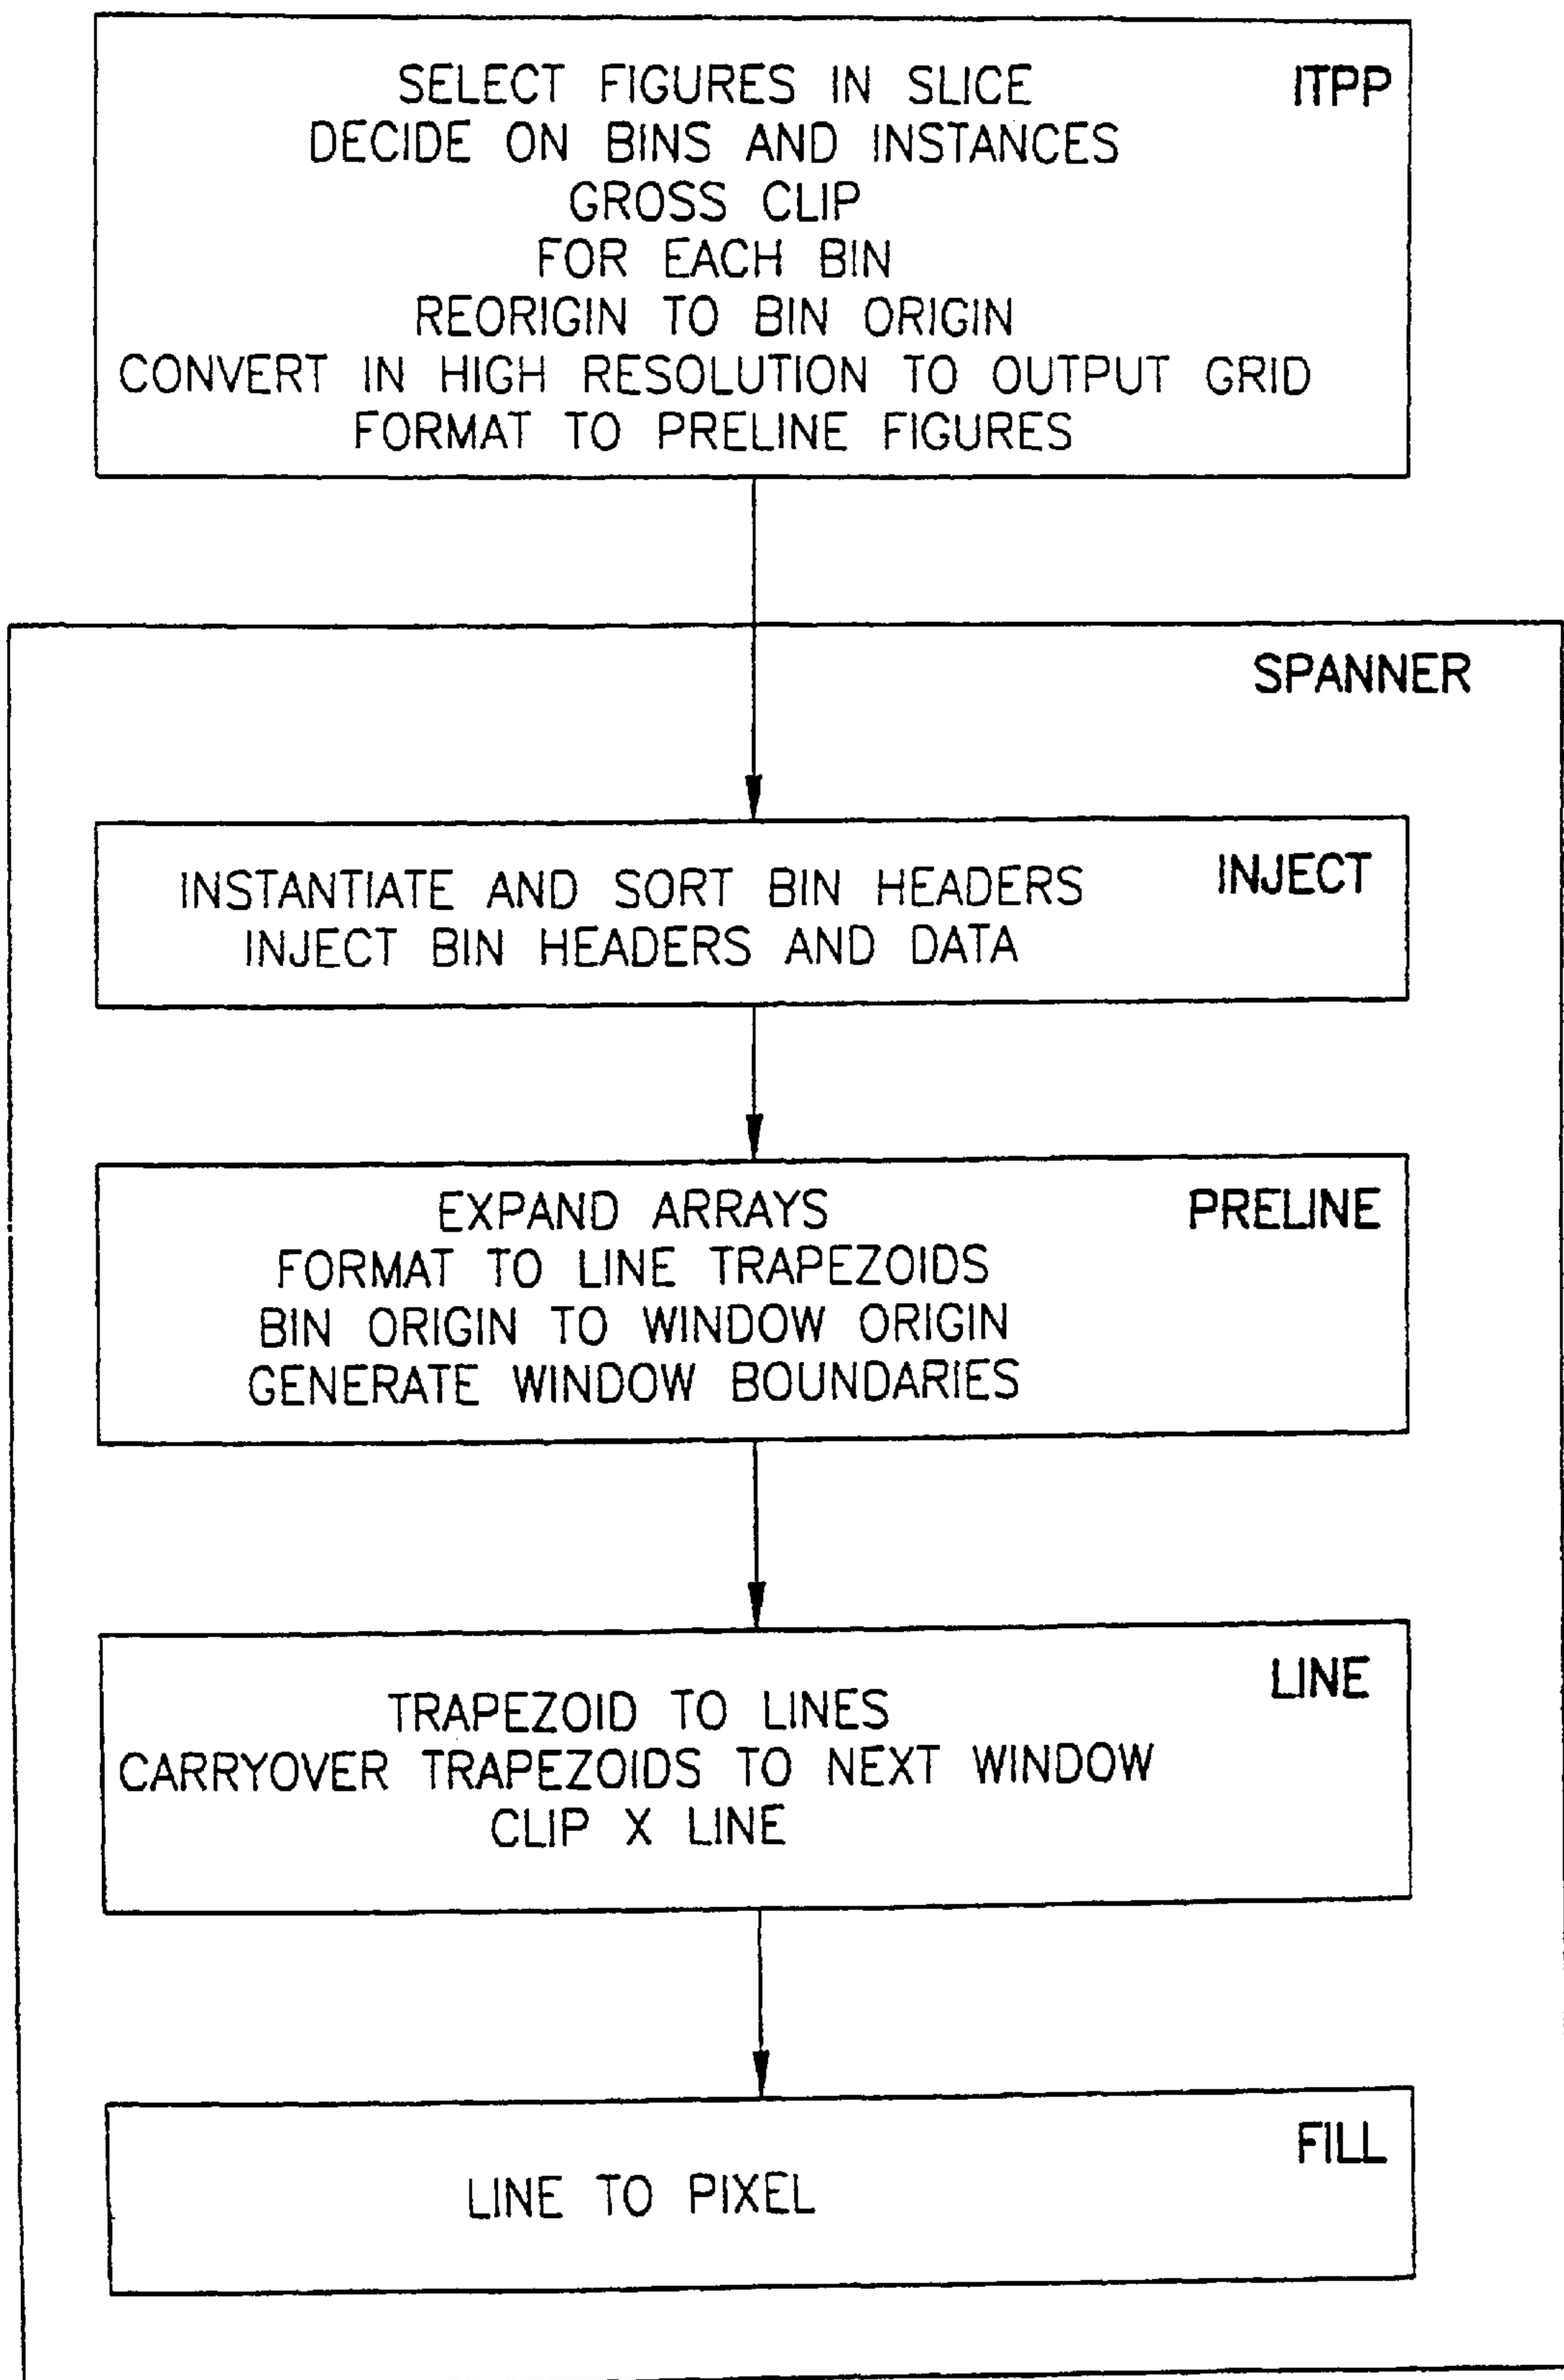 ITPP
SELECT FIGURES IN SLICE
DECIDE ON BINS AND INSTANCES
GROSS CLIP
FOR EACH BIN
REORIGIN TO BIN ORIGIN
CONVERT IN HIGH RESOLUTION TO OUTPUT GRID
FORMAT TO PRELINE FIGURES
SPANNER
INJECT
INSTANTIATE AND SORT BIN HEADERS
INJECT BIN HEADERS AND DATA
PRELINE
EXPAND ARRAYS
FORMAT TO LINE TRAPEZOIDS
BIN ORIGIN TO WINDOW ORIGIN
GENERATE WINDOW BOUNDARIES
LINE
TRAPEZOID TO LINES
CARRYOVER TRAPEZOIDS TO NEXT WINDOW
CLIP X LINE
FILL
LINE TO PIXEL